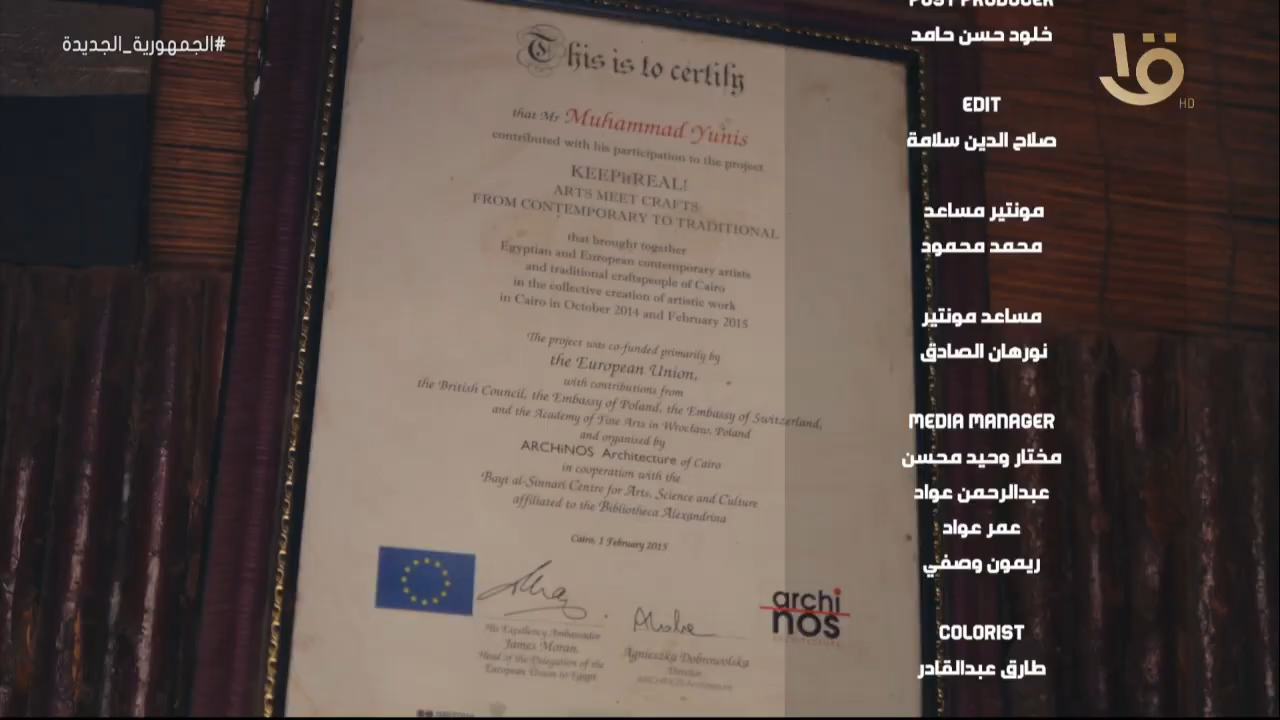 #الجمهورية_الجديدة
This is to certify
that Mr Muhammad Yunis
contributed with his participation to the project
KEEPitREAL!
ARTS MEET CRAFTS
FROM CONTEMPORARY TO TRADITIONAL
that brought together
Egyptian and European contemporary artists
and traditional craftspeople of Cairo
in the collective creation of artistic work
in Cairo in October 2014 and February 2015
The project was co-funded primarily by
the European Union,
with contributions from
the British Council, the Embassy of Poland, the Embassy of Switzerland,
and the Academy of Fine Arts in Wrocław, Poland
and organised by
ARCHiNOS Architecture of Cairo
in cooperation with the
Bayt al-Sinnari Centre for Arts, Science and Culture
affiliated to the Bibliotheca Alexandrina
Cairo, 1 February 2015
His Excellency Ambassador
James Moran
Head of the Delegation of the
European Union to Egypt
Agnieszka Dobrowolska
Director
ARCHiNOS Architecture
archi
nos
ARCHITECTURE
POST PRODUCER
خلود حسن حامد
EDIT
صلاح الدين سلامة
مونتير مساعد
محمد محمود
مساعد مونتير
نورهان الصادق
MEDIA MANAGER
مختار وحيد محسن
عبدالرحمن عواد
عمر عواد
ريمون وصفي
COLORIST
طارق عبدالقادر
HD